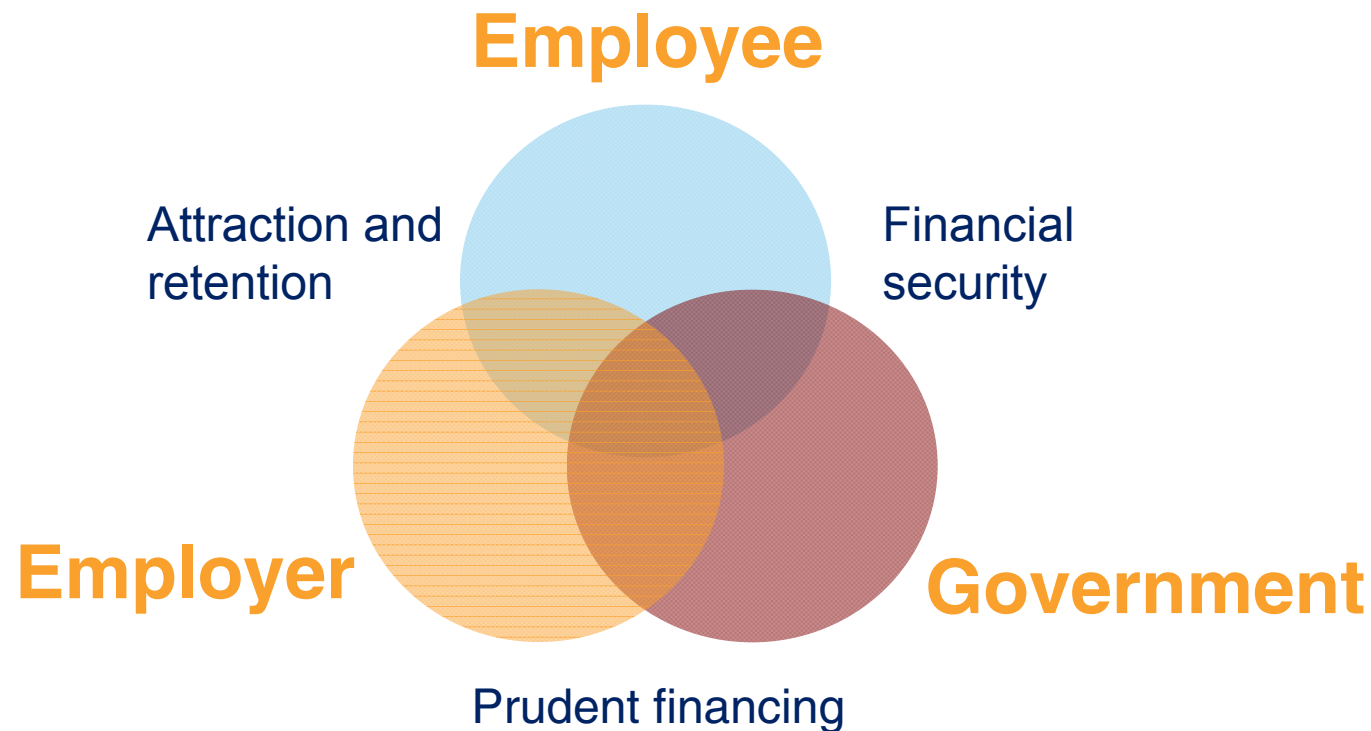 Employee
Attraction and
retention
Financial
security
Employer
Government
Prudent financing